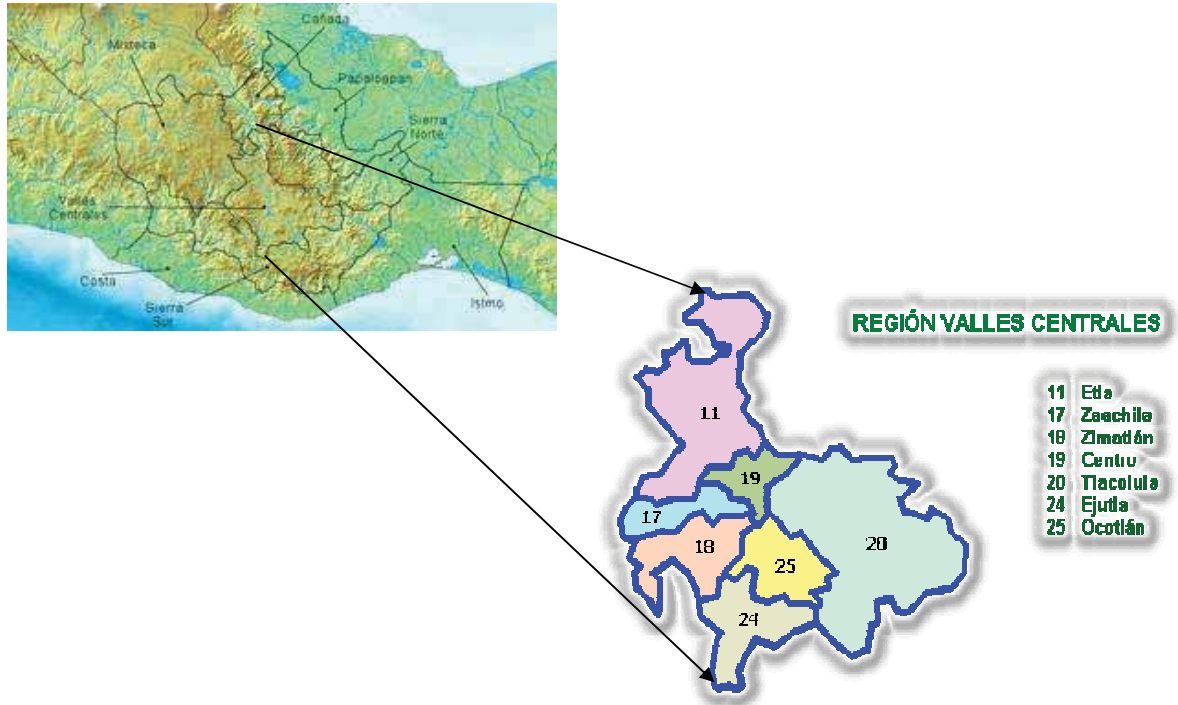 Cañada
Mixteca
Papaloapan
Sierra
Norte
Valles
Centrales
Costa
Sierra
Sur
Istmo
REGIÓN VALLES CENTRALES
11 Etla
17 Zaachila
18 Zimatlán
19 Centro
20 Tlacolula
24 Ejutla
25 Ocotlán
11
19
17
18
25
20
24